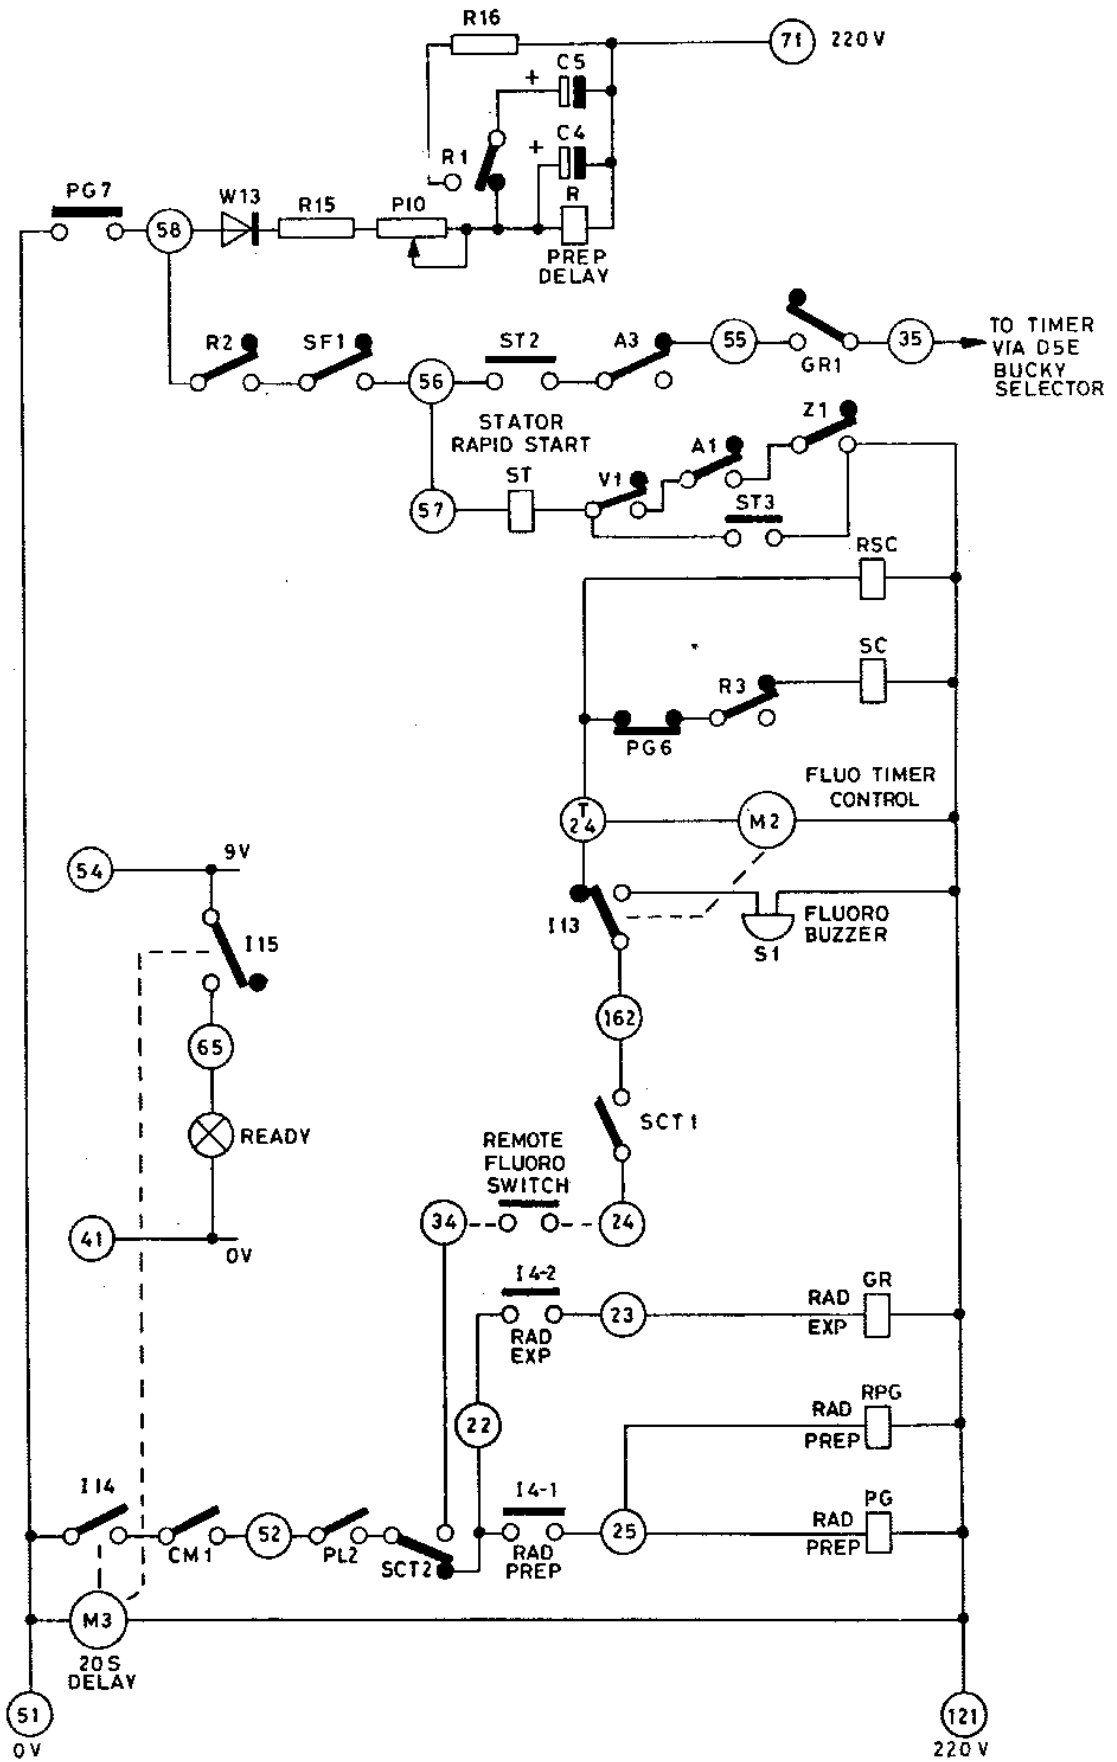 R16
71
220V
C5
+
C4
+
R1
R
PG7
W13
R15
P10
58
PREP
DELAY
R2
SF1
ST2
A3
55
GR1
35
TO TIMER
VIA D5E
BUCKY
SELECTOR
56
STATOR
RAPID START
Z1
A1
V1
ST
57
ST3
RSC
SC
R3
PG6
FLUO TIMER
CONTROL
T
24
M2
54
9V
I13
FLUORO
BUZZER
S1
I15
162
65
READY
SCT1
REMOTE
FLUORO
SWITCH
34
24
41
0V
I4-2
GR
23
RAD
EXP
RAD
EXP
22
RPG
RAD
PREP
I14
I4-1
PG
CM1
52
PL2
SCT2
25
RAD
PREP
RAD
PREP
M3
20S
DELAY
51
0V
121
220V